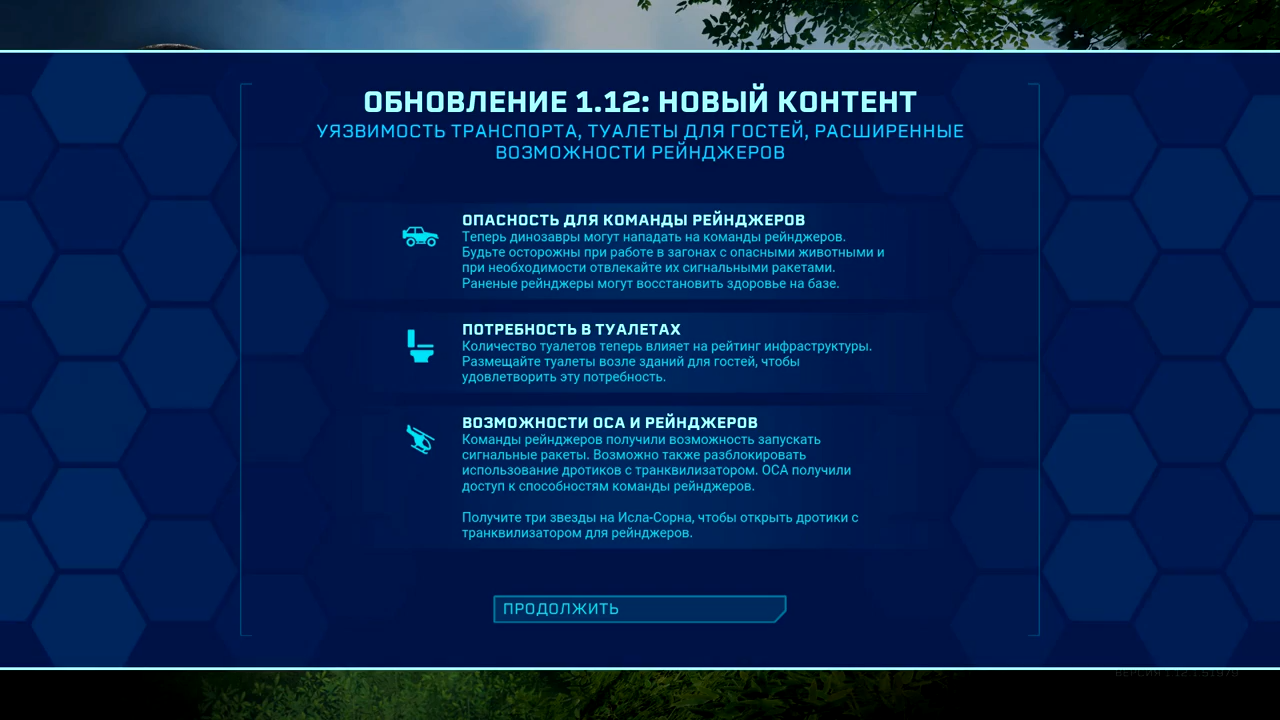 ОБНОВЛЕНИЕ 1.12: НОВЫЙ КОНТЕНТ
УЯЗВИМОСТЬ ТРАНСПОРТА, ТУАЛЕТЫ ДЛЯ ГОСТЕЙ, РАСШИРЕННЫЕ
ВОЗМОЖНОСТИ РЕЙНДЖЕРОВ
ОПАСНОСТЬ ДЛЯ КОМАНДЫ РЕЙНДЖЕРОВ
Теперь динозавры могут нападать на команды рейнджеров.
Будьте осторожны при работе в загонах с опасными животными и
при необходимости отвлекайте их сигнальными ракетами.
Раненые рейнджеры могут восстановить здоровье на базе.
ПОТРЕБНОСТЬ В ТУАЛЕТАХ
Количество туалетов теперь влияет на рейтинг инфраструктуры.
Размещайте туалеты возле зданий для гостей, чтобы
удовлетворить эту потребность.
ВОЗМОЖНОСТИ ОСА И РЕЙНДЖЕРОВ
Команды рейнджеров получили возможность запускать
сигнальные ракеты. Возможно также разблокировать
использование дротиков с транквилизатором. ОСА получили
доступ к способностям команды рейнджеров.
Получите три звезды на Исла-Сорна, чтобы открыть дротики с
транквилизатором для рейнджеров.
ПРОДОЛЖИТЬ